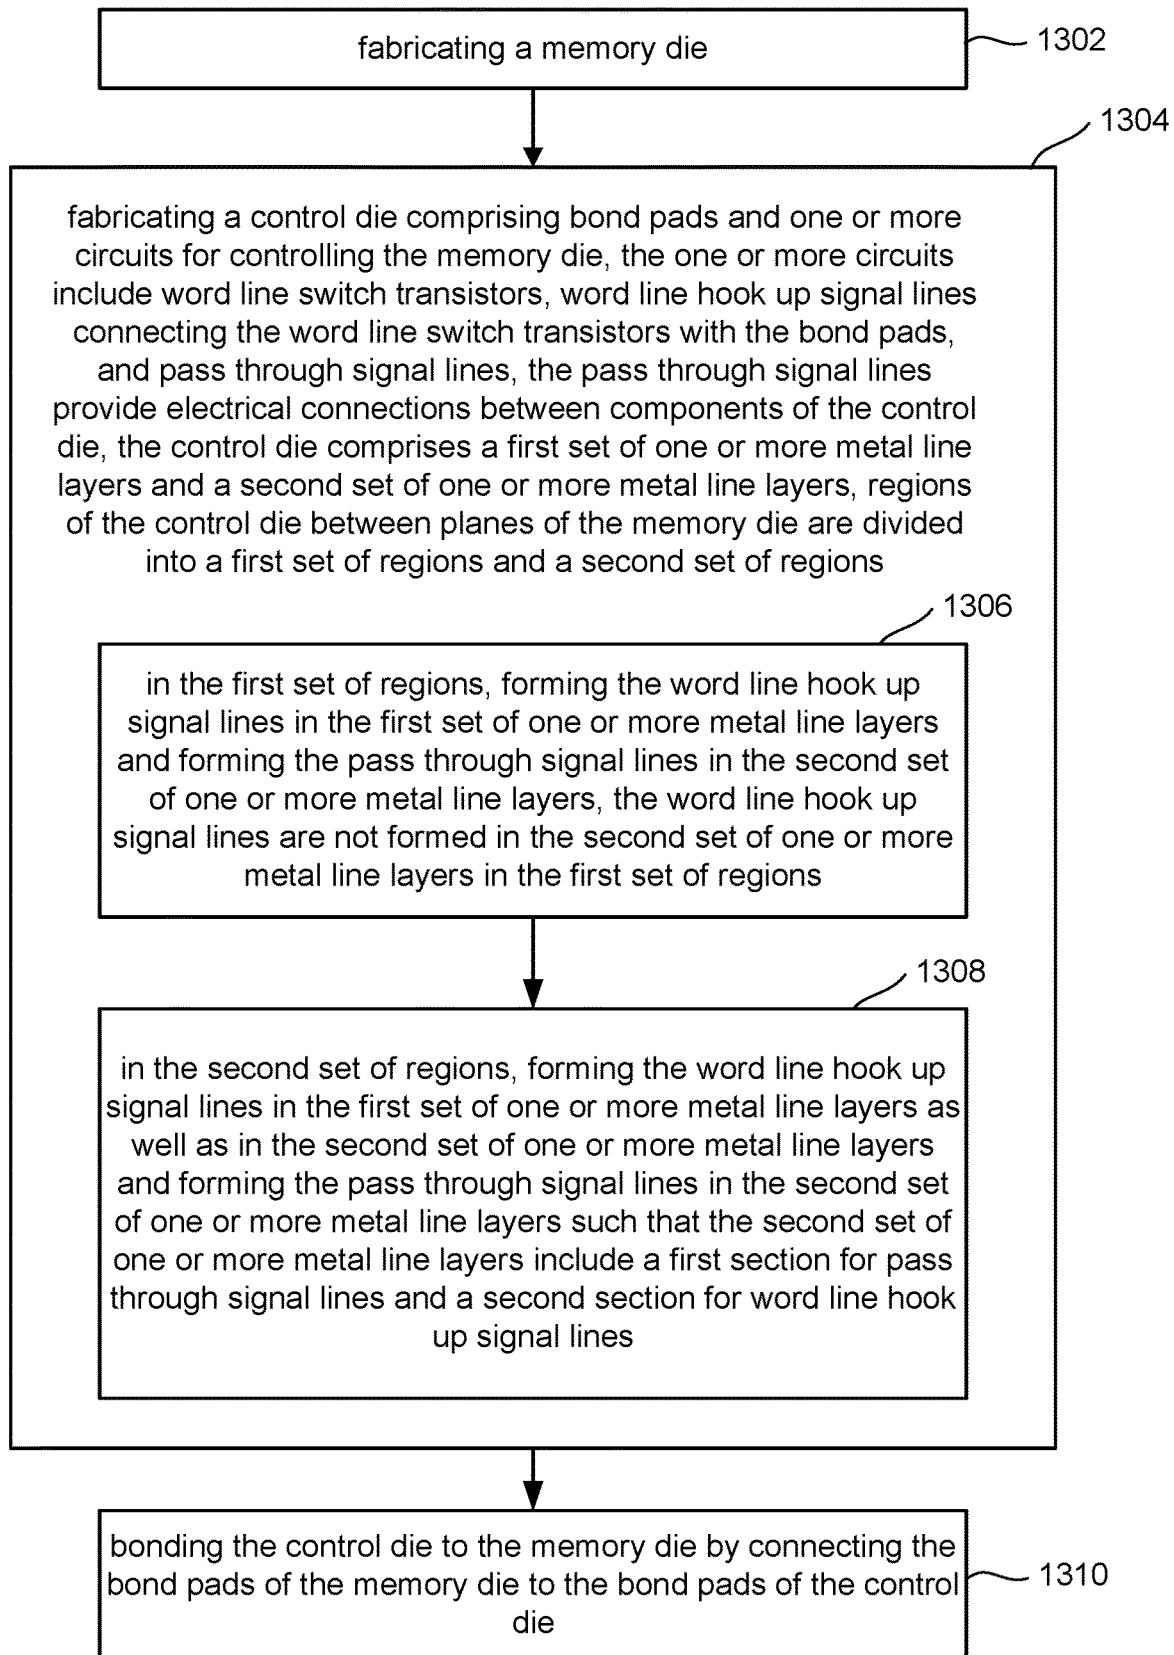 fabricating a memory die
1302
1304
fabricating a control die comprising bond pads and one or more
circuits for controlling the memory die, the one or more circuits
include word line switch transistors, word line hook up signal lines
connecting the word line switch transistors with the bond pads,
and pass through signal lines, the pass through signal lines
provide electrical connections between components of the control
die, the control die comprises a first set of one or more metal line
layers and a second set of one or more metal line layers, regions
of the control die between planes of the memory die are divided
into a first set of regions and a second set of regions
1306
in the first set of regions, forming the word line hook up
signal lines in the first set of one or more metal line layers
and forming the pass through signal lines in the second set
of one or more metal line layers, the word line hook up
signal lines are not formed in the second set of one or more
metal line layers in the first set of regions
1308
in the second set of regions, forming the word line hook up
signal lines in the first set of one or more metal line layers as
well as in the second set of one or more metal line layers
and forming the pass through signal lines in the second set
of one or more metal line layers such that the second set of
one or more metal line layers include a first section for pass
through signal lines and a second section for word line hook
up signal lines
bonding the control die to the memory die by connecting the
bond pads of the memory die to the bond pads of the control
die
1310